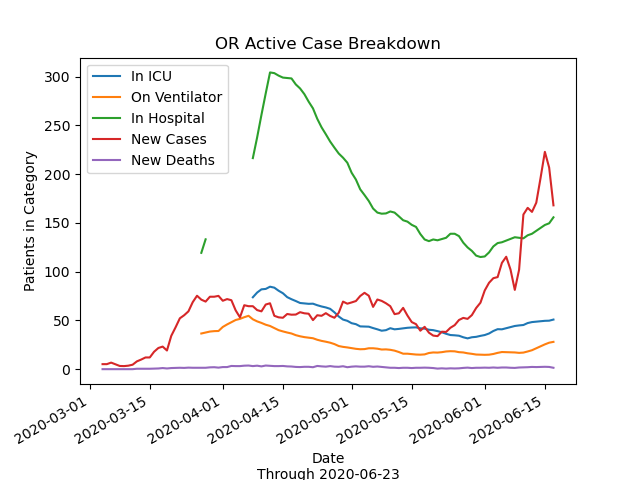 OR Active Case Breakdown
In ICU
On Ventilator
In Hospital
New Cases
New Deaths
Patients in Category
300
250
200
150
100
50
0
2020-03-01
2020-03-15
2020-04-01
2020-04-15
2020-05-01
2020-05-15
2020-06-01
2020-06-15
Date
Through 2020-06-23